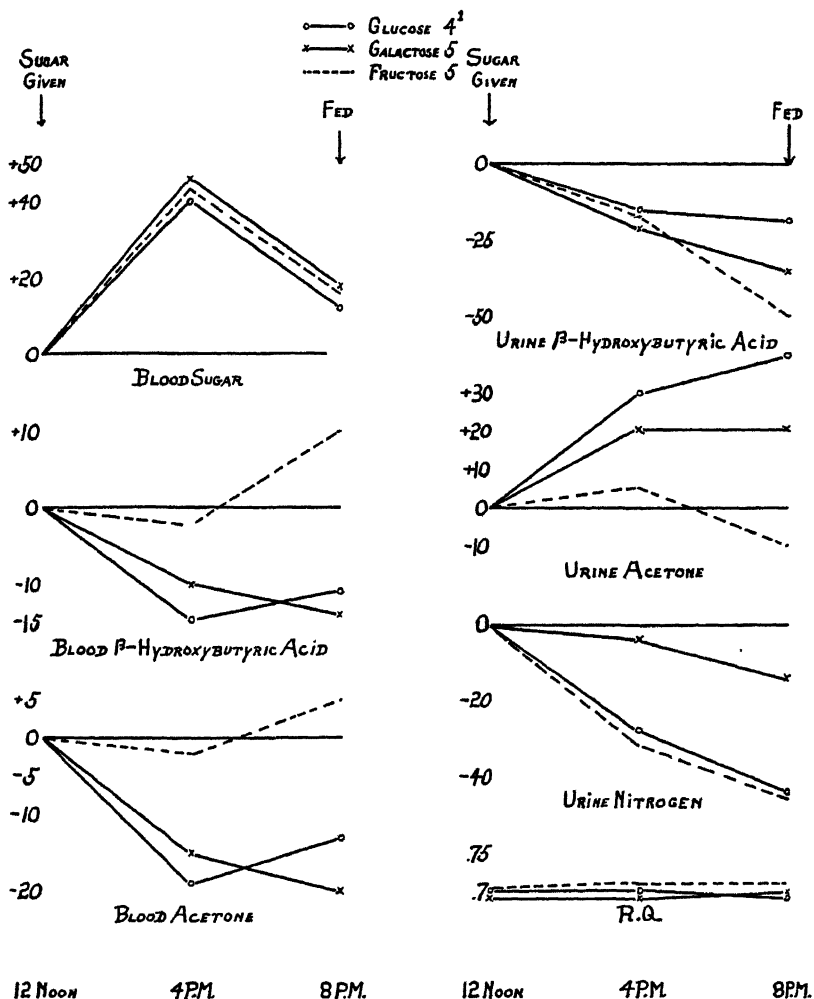 GLUCOSE 4¹
GALACTOSE 5
FRUCTOSE 5
SUGAR
GIVEN
FED
+50
+40
+20
0
BLOOD SUGAR
+10
0
-10
-15
BLOOD β-HYDROXYBUTYRIC ACID
+5
0
-5
-10
-20
BLOOD ACETONE
12 NOON 4 P.M. 8 P.M.
SUGAR
GIVEN
FED
0
-25
-50
URINE β-HYDROXYBUTYRIC ACID
+30
+20
+10
0
-10
URINE ACETONE
0
-20
-40
URINE NITROGEN
.75
.7
R.Q.
12 NOON 4 P.M. 8 P.M.